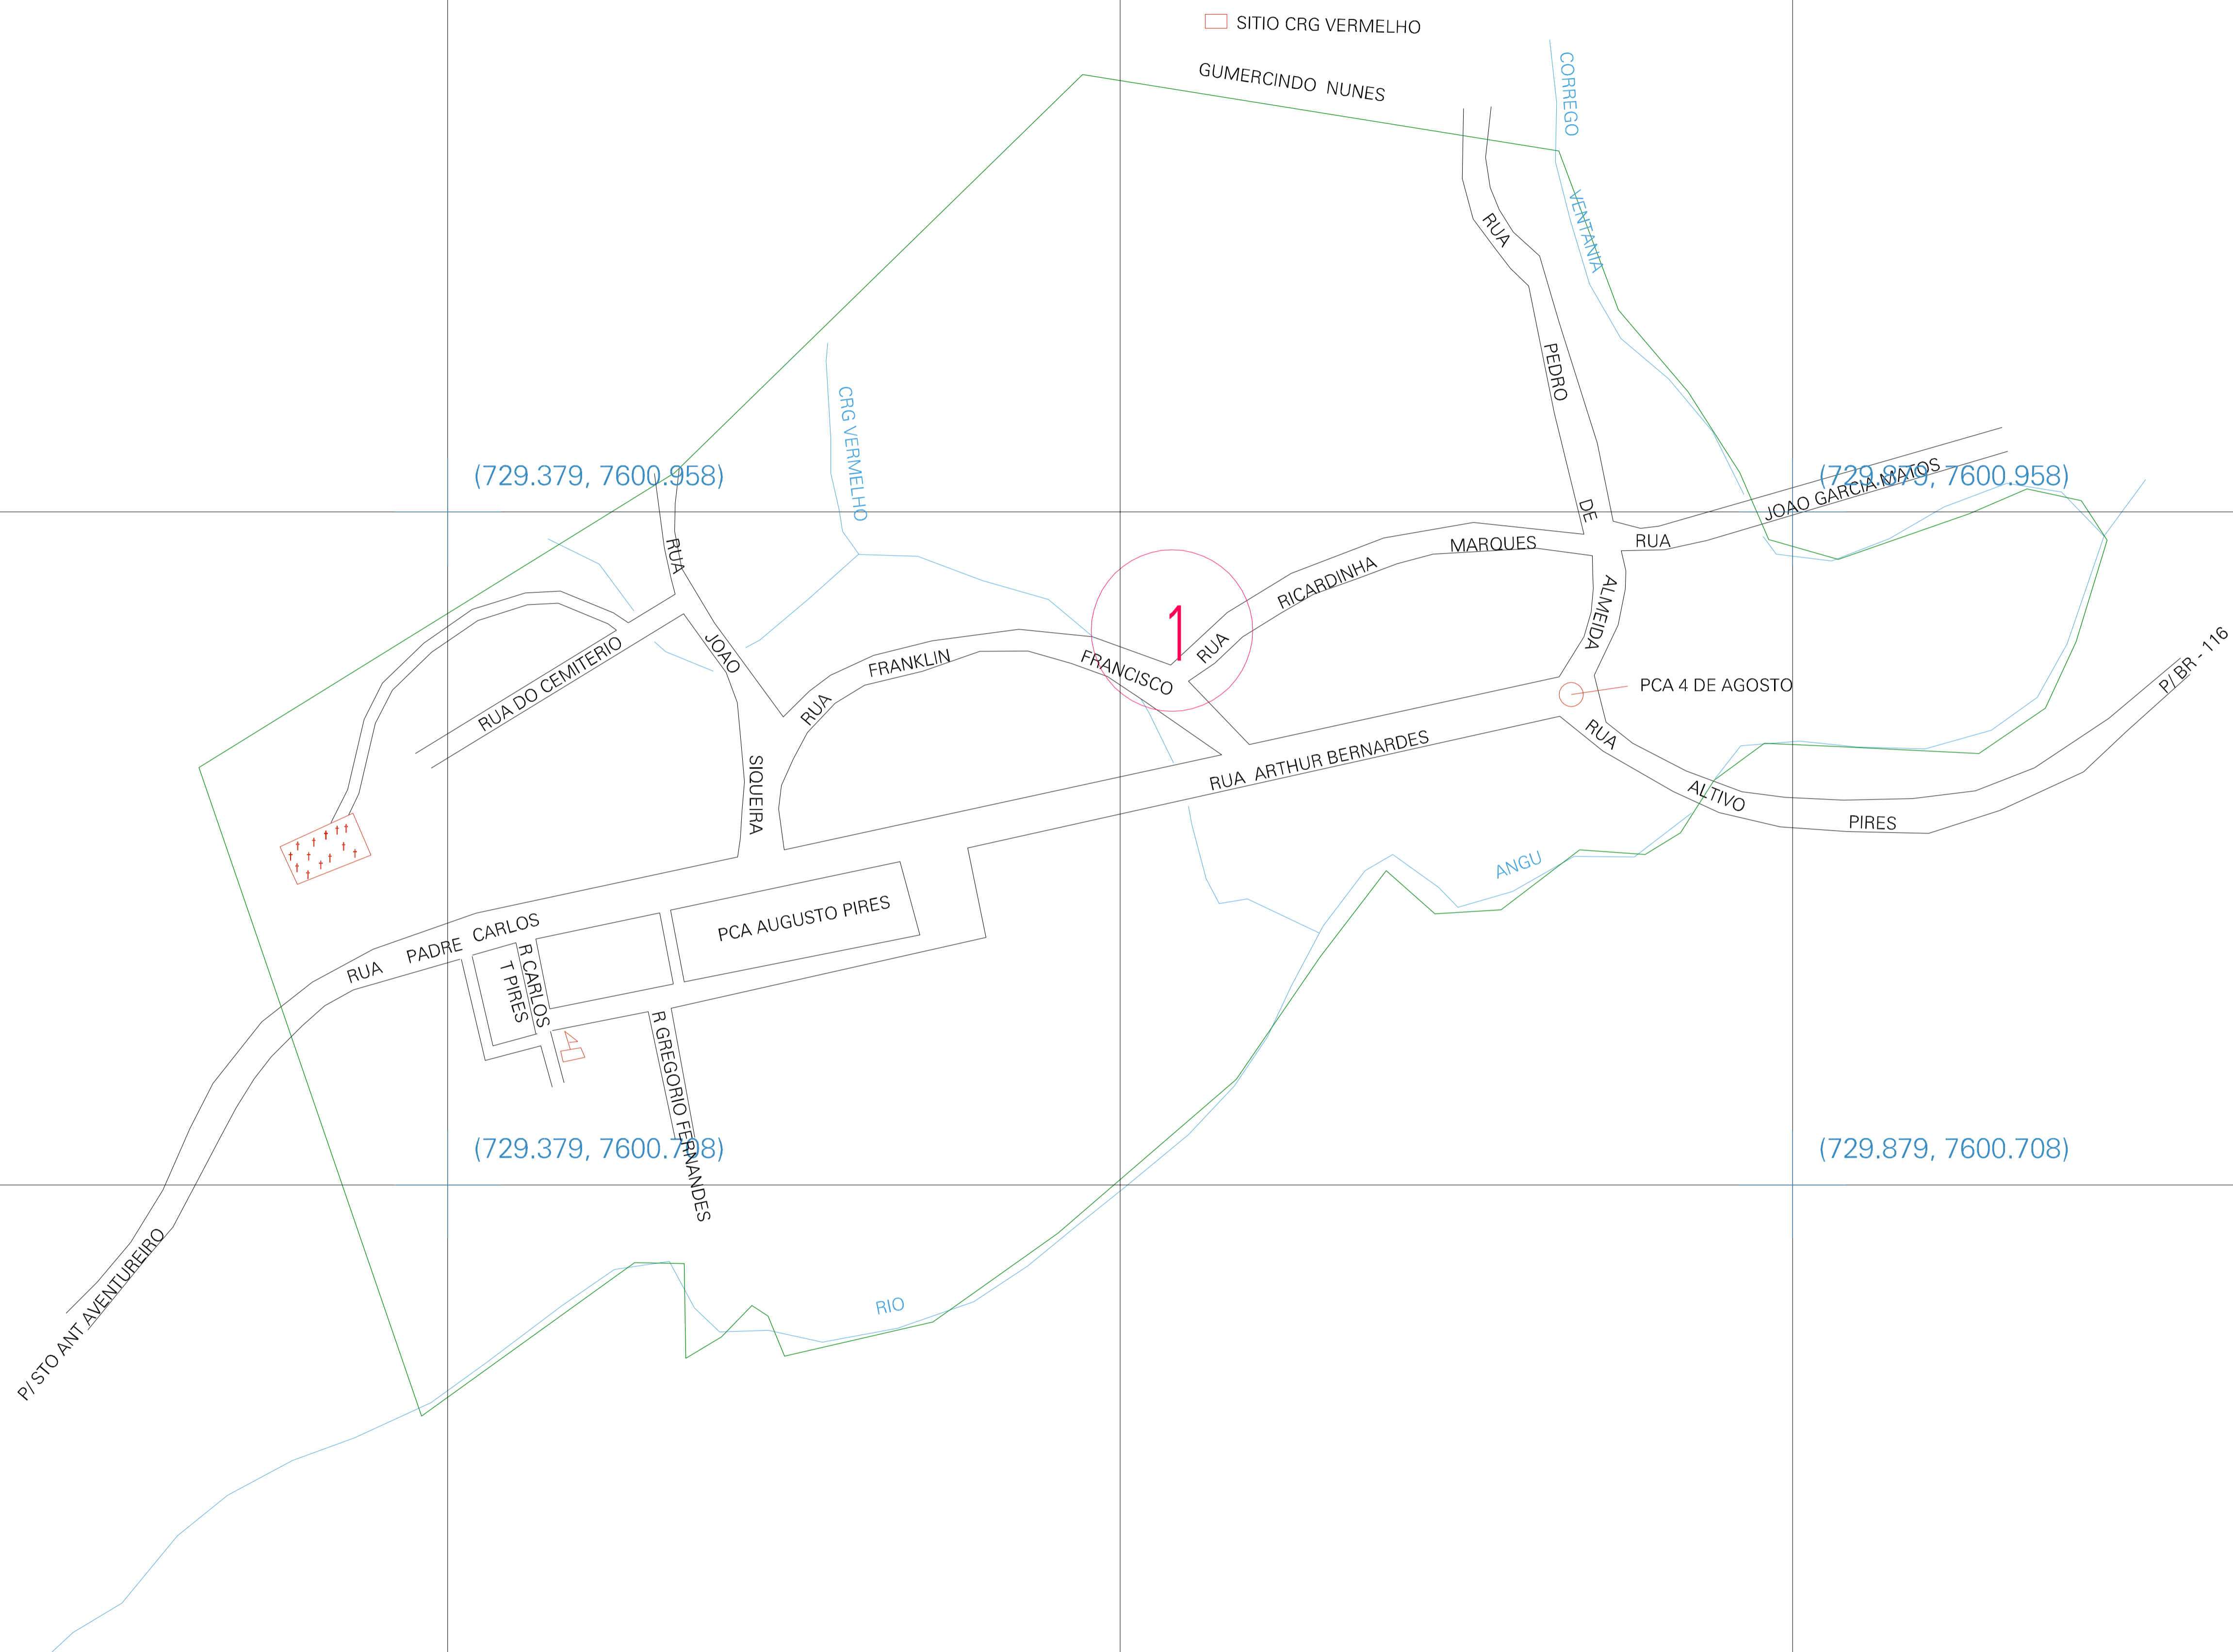 SITIO CRG VERMELHO
GUMERCINDO NUNES
CORREGO
VENTANIA
RUA
PEDRO
DE
ALMEIDA
CRG VERMELHO
(729.379, 7600.958)
(729.879, 7600.958)
JOAO GARCIA MATOS
RUA
MARQUES
RICARDINHA
RUA
1
RUA
JOAO
SIQUEIRA
RUA DO CEMITERIO
RUA
FRANKLIN
FRANCISCO
PCA 4 DE AGOSTO
P/ BR - 116
RUA
ALTIVO
PIRES
RUA ARTHUR BERNARDES
ANGU
PCA AUGUSTO PIRES
RUA PADRE CARLOS
R CARLOS
T PIRES
R GREGORIO FERNANDES
(729.379, 7600.708)
(729.879, 7600.708)
P/ STO ANT AVENTUREIRO
RIO